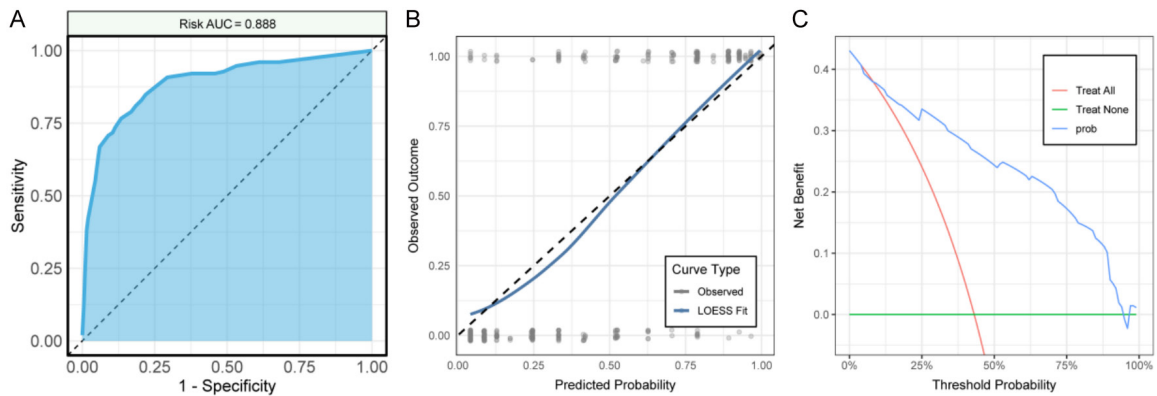 A
Risk AUC = 0.888
1.00
0.75
0.50
0.25
0.00
Sensitivity
0.00 0.25 0.50 0.75 1.00
1 - Specificity
B
1.00
0.75
0.50
0.25
0.00
Observed Outcome
Curve Type
Observed
LOESS Fit
0.00 0.25 0.50 0.75 1.00
Predicted Probability
C
0.4
0.3
0.2
0.1
0.0
Net Benefit
Treat All
Treat None
prob
0% 25% 50% 75% 100%
Threshold Probability